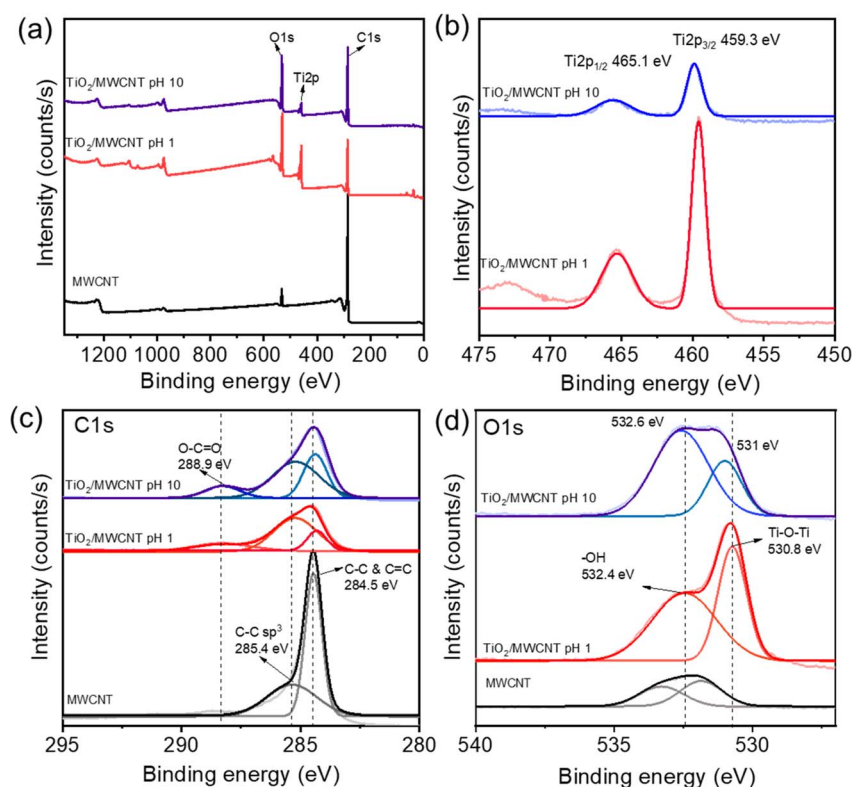 (a)
O1s
C1s
Ti2p
TiO2/MWCNT pH 10
TiO2/MWCNT pH 1
MWCNT
Intensity (counts/s)
1200 1000 800 600 400 200 0
Binding energy (eV)
(b)
Ti2p3/2 459.3 eV
Ti2p1/2 465.1 eV
TiO2/MWCNT pH 10
TiO2/MWCNT pH 1
Intensity (counts/s)
475 470 465 460 455 450
Binding energy (eV)
(c)
C1s
O-C=O
288.9 eV
TiO2/MWCNT pH 10
TiO2/MWCNT pH 1
C-C & C=C
284.5 eV
C-C sp3
285.4 eV
MWCNT
Intensity (counts/s)
295 290 285 280
Binding energy (eV)
(d)
O1s
532.6 eV
531 eV
TiO2/MWCNT pH 10
Ti-O-Ti
530.8 eV
-OH
532.4 eV
TiO2/MWCNT pH 1
MWCNT
Intensity (counts/s)
540 535 530
Binding energy (eV)